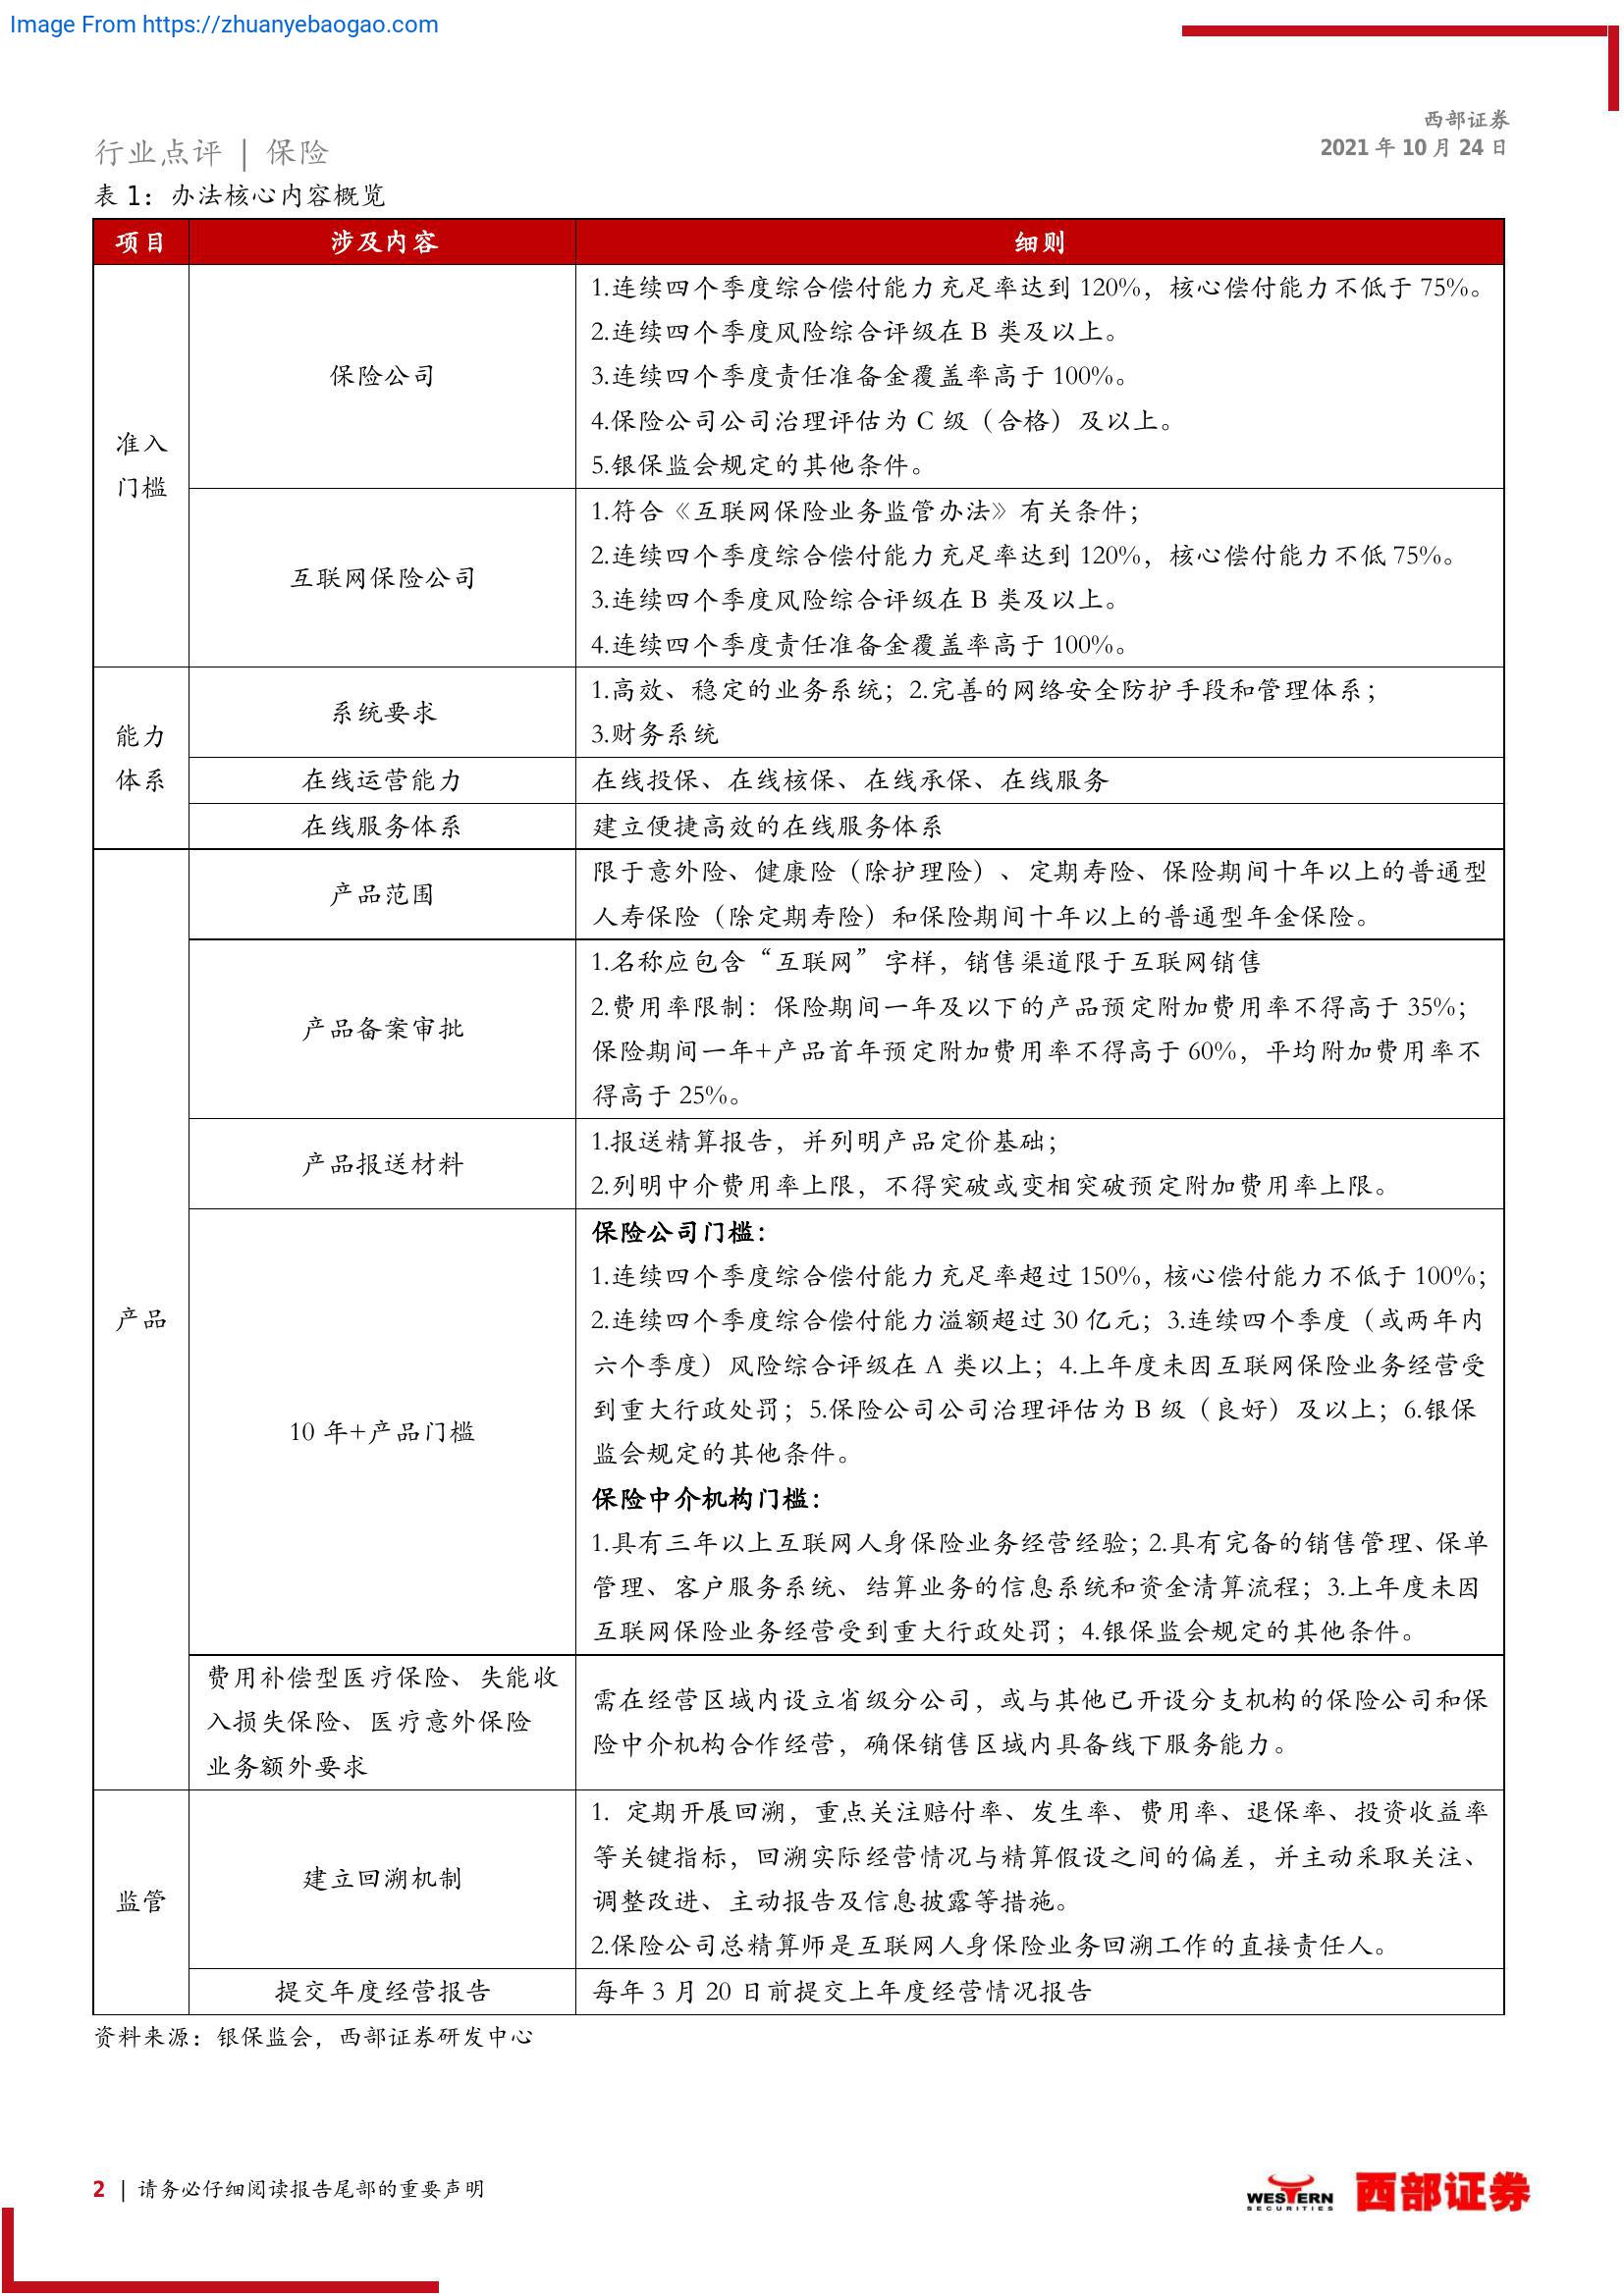 Image From https://zhuanyebaogao.com
西部证券
行业点评 | 保险
2021 年 10 月 24 日
表 1：办法核心内容概览
项目 涉及内容 细则
准入
门槛
保险公司
1.连续四个季度综合偿付能力充足率达到 120%，核心偿付能力不低于 75%。
2.连续四个季度风险综合评级在 B 类及以上。
3.连续四个季度责任准备金覆盖率高于 100%。
4.保险公司公司治理评估为 C 级（合格）及以上。
5.银保监会规定的其他条件。
互联网保险公司
1.符合《互联网保险业务监管办法》有关条件；
2.连续四个季度综合偿付能力充足率达到 120%，核心偿付能力不低 75%。
3.连续四个季度风险综合评级在 B 类及以上。
4.连续四个季度责任准备金覆盖率高于 100%。
能力
体系
系统要求
1.高效、稳定的业务系统；2.完善的网络安全防护手段和管理体系；
3.财务系统
在线运营能力 在线投保、在线核保、在线承保、在线服务
在线服务体系 建立便捷高效的在线服务体系
产品
产品范围
限于意外险、健康险（除护理险）、定期寿险、保险期间十年以上的普通型
人寿保险（除定期寿险）和保险期间十年以上的普通型年金保险。
产品备案审批
1.名称应包含“互联网”字样，销售渠道限于互联网销售
2.费用率限制：保险期间一年及以下的产品预定附加费用率不得高于 35%；
保险期间一年+产品首年预定附加费用率不得高于 60%，平均附加费用率不
得高于 25%。
产品报送材料
1.报送精算报告，并列明产品定价基础；
2.列明中介费用率上限，不得突破或变相突破预定附加费用率上限。
10 年+产品门槛
保险公司门槛：
1.连续四个季度综合偿付能力充足率超过 150%，核心偿付能力不低于 100%；
2.连续四个季度综合偿付能力溢额超过 30 亿元；3.连续四个季度（或两年内
六个季度）风险综合评级在 A 类以上；4.上年度未因互联网保险业务经营受
到重大行政处罚；5.保险公司公司治理评估为 B 级（良好）及以上；6.银保
监会规定的其他条件。
保险中介机构门槛：
1.具有三年以上互联网人身保险业务经营经验；2.具有完备的销售管理、保单
管理、客户服务系统、结算业务的信息系统和资金清算流程；3.上年度未因
互联网保险业务经营受到重大行政处罚；4.银保监会规定的其他条件。
费用补偿型医疗保险、失能收
入损失保险、医疗意外保险
业务额外要求
需在经营区域内设立省级分公司，或与其他已开设分支机构的保险公司和保
险中介机构合作经营，确保销售区域内具备线下服务能力。
监管
建立回溯机制
1. 定期开展回溯，重点关注赔付率、发生率、费用率、退保率、投资收益率
等关键指标，回溯实际经营情况与精算假设之间的偏差，并主动采取关注、
调整改进、主动报告及信息披露等措施。
2.保险公司总精算师是互联网人身保险业务回溯工作的直接责任人。
提交年度经营报告 每年 3 月 20 日前提交上年度经营情况报告
资料来源：银保监会，西部证券研发中心
2 | 请务必仔细阅读报告尾部的重要声明
WESTERN
SECURITIES
西部证券